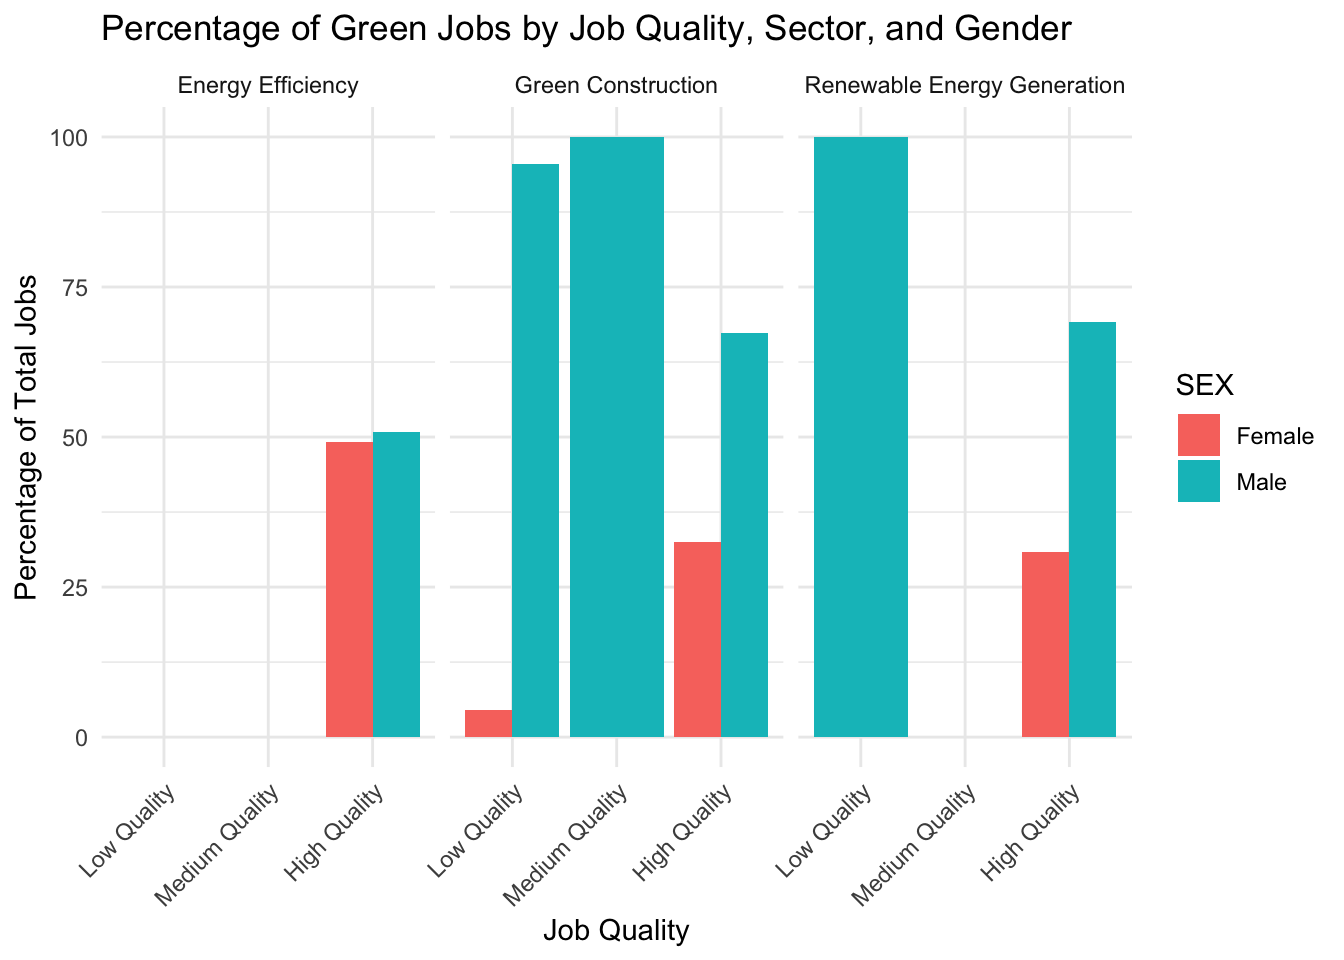 Percentage of Green Jobs by Job Quality, Sector, and Gender
Energy Efficiency
Green Construction
Renewable Energy Generation
Percentage of Total Jobs
100
75
50
25
0
Low Quality
Medium Quality
High Quality
Low Quality
Medium Quality
High Quality
Low Quality
Medium Quality
High Quality
Job Quality
SEX
Female
Male